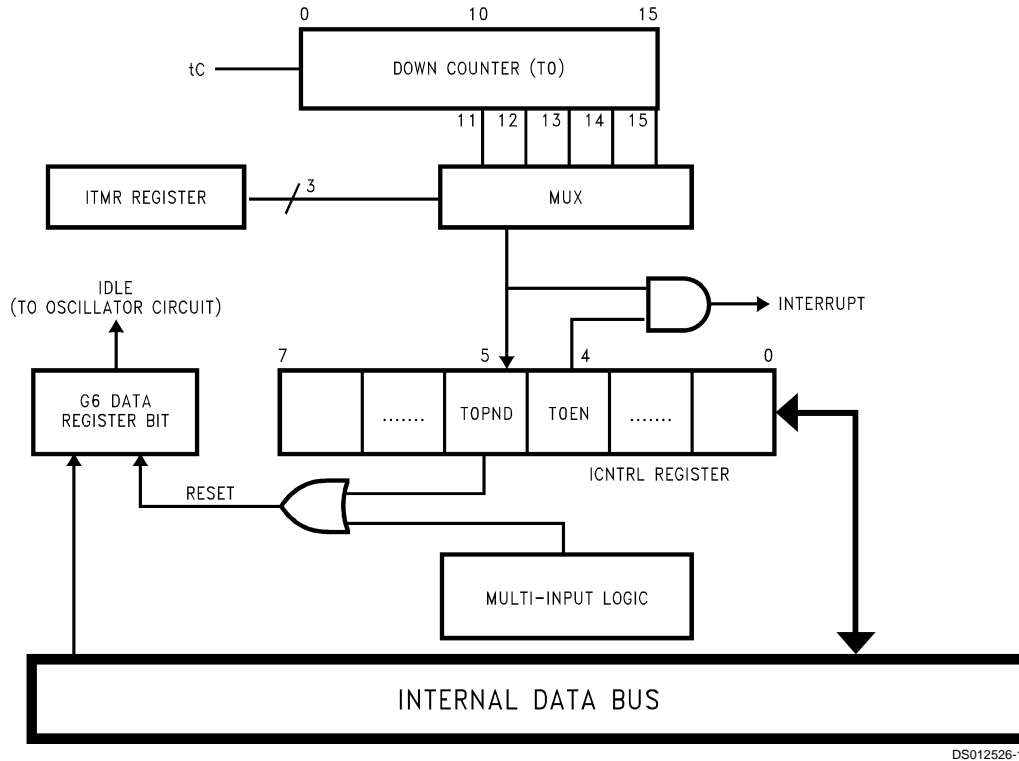 0 10 15
tC
DOWN COUNTER (T0)
11 12 13 14 15
ITMR REGISTER
3
MUX
IDLE
(TO OSCILLATOR CIRCUIT)
INTERRUPT
7 5 4 0
G6 DATA
REGISTER BIT
....... T0PND T0EN .......
ICNTRL REGISTER
RESET
MULTI-INPUT LOGIC
INTERNAL DATA BUS